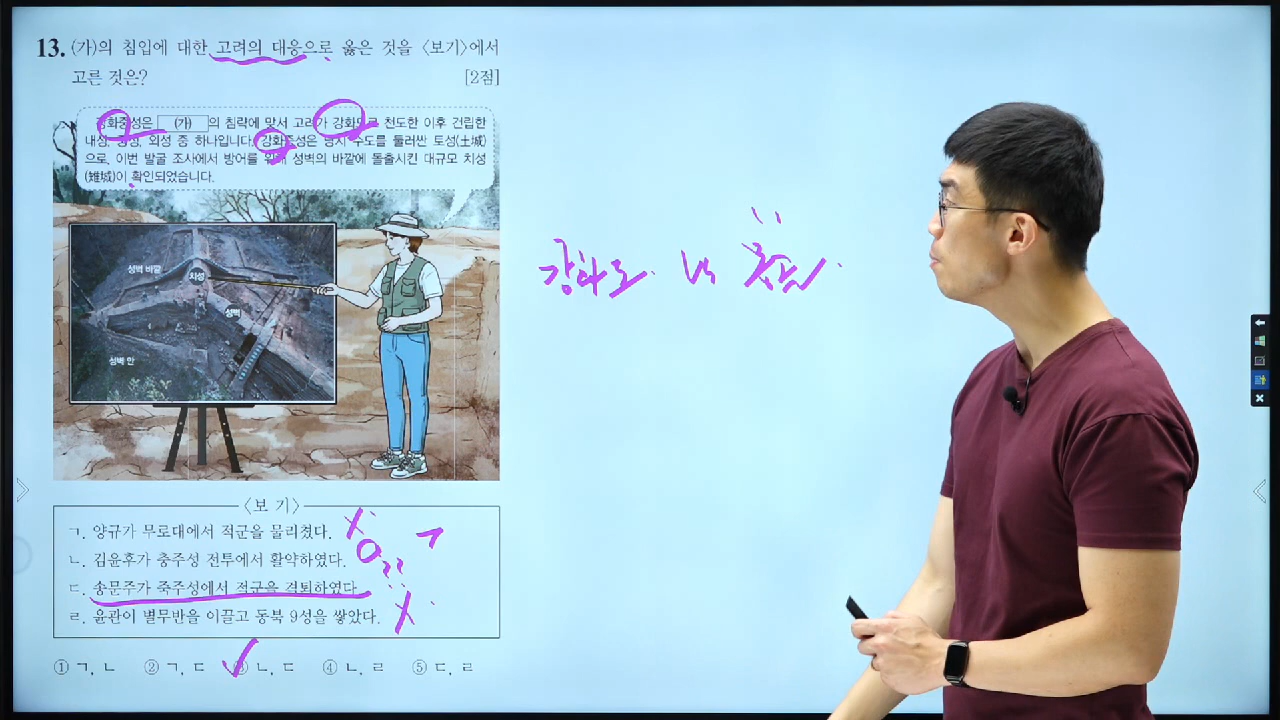 13. (가)의 침입에 대한 고려의 대응으로 옳은 것을 〈보기〉에서
고른 것은? [2점]
강화중성은 (가) 의 침략에 맞서 고려가 강화도로 천도한 이후 건립한
내성, 중성, 외성 중 하나입니다. 강화중성은 당시 수도를 둘러싼 토성(土城)
으로, 이번 발굴 조사에서 방어를 위해 성벽의 바깥에 돌출시킨 대규모 치성
(雉城)이 확인되었습니다.
성벽 바깥
치성
성벽
성벽 안
강화도
〈보 기〉
ㄱ. 양규가 무로대에서 적군을 물리쳤다.
ㄴ. 김윤후가 충주성 전투에서 활약하였다.
ㄷ. 송문주가 죽주성에서 적군을 격퇴하였다.
ㄹ. 윤관이 별무반을 이끌고 동북 9성을 쌓았다.
① ㄱ, ㄴ ② ㄱ, ㄷ ③ ㄴ, ㄷ ④ ㄴ, ㄹ ⑤ ㄷ, ㄹ